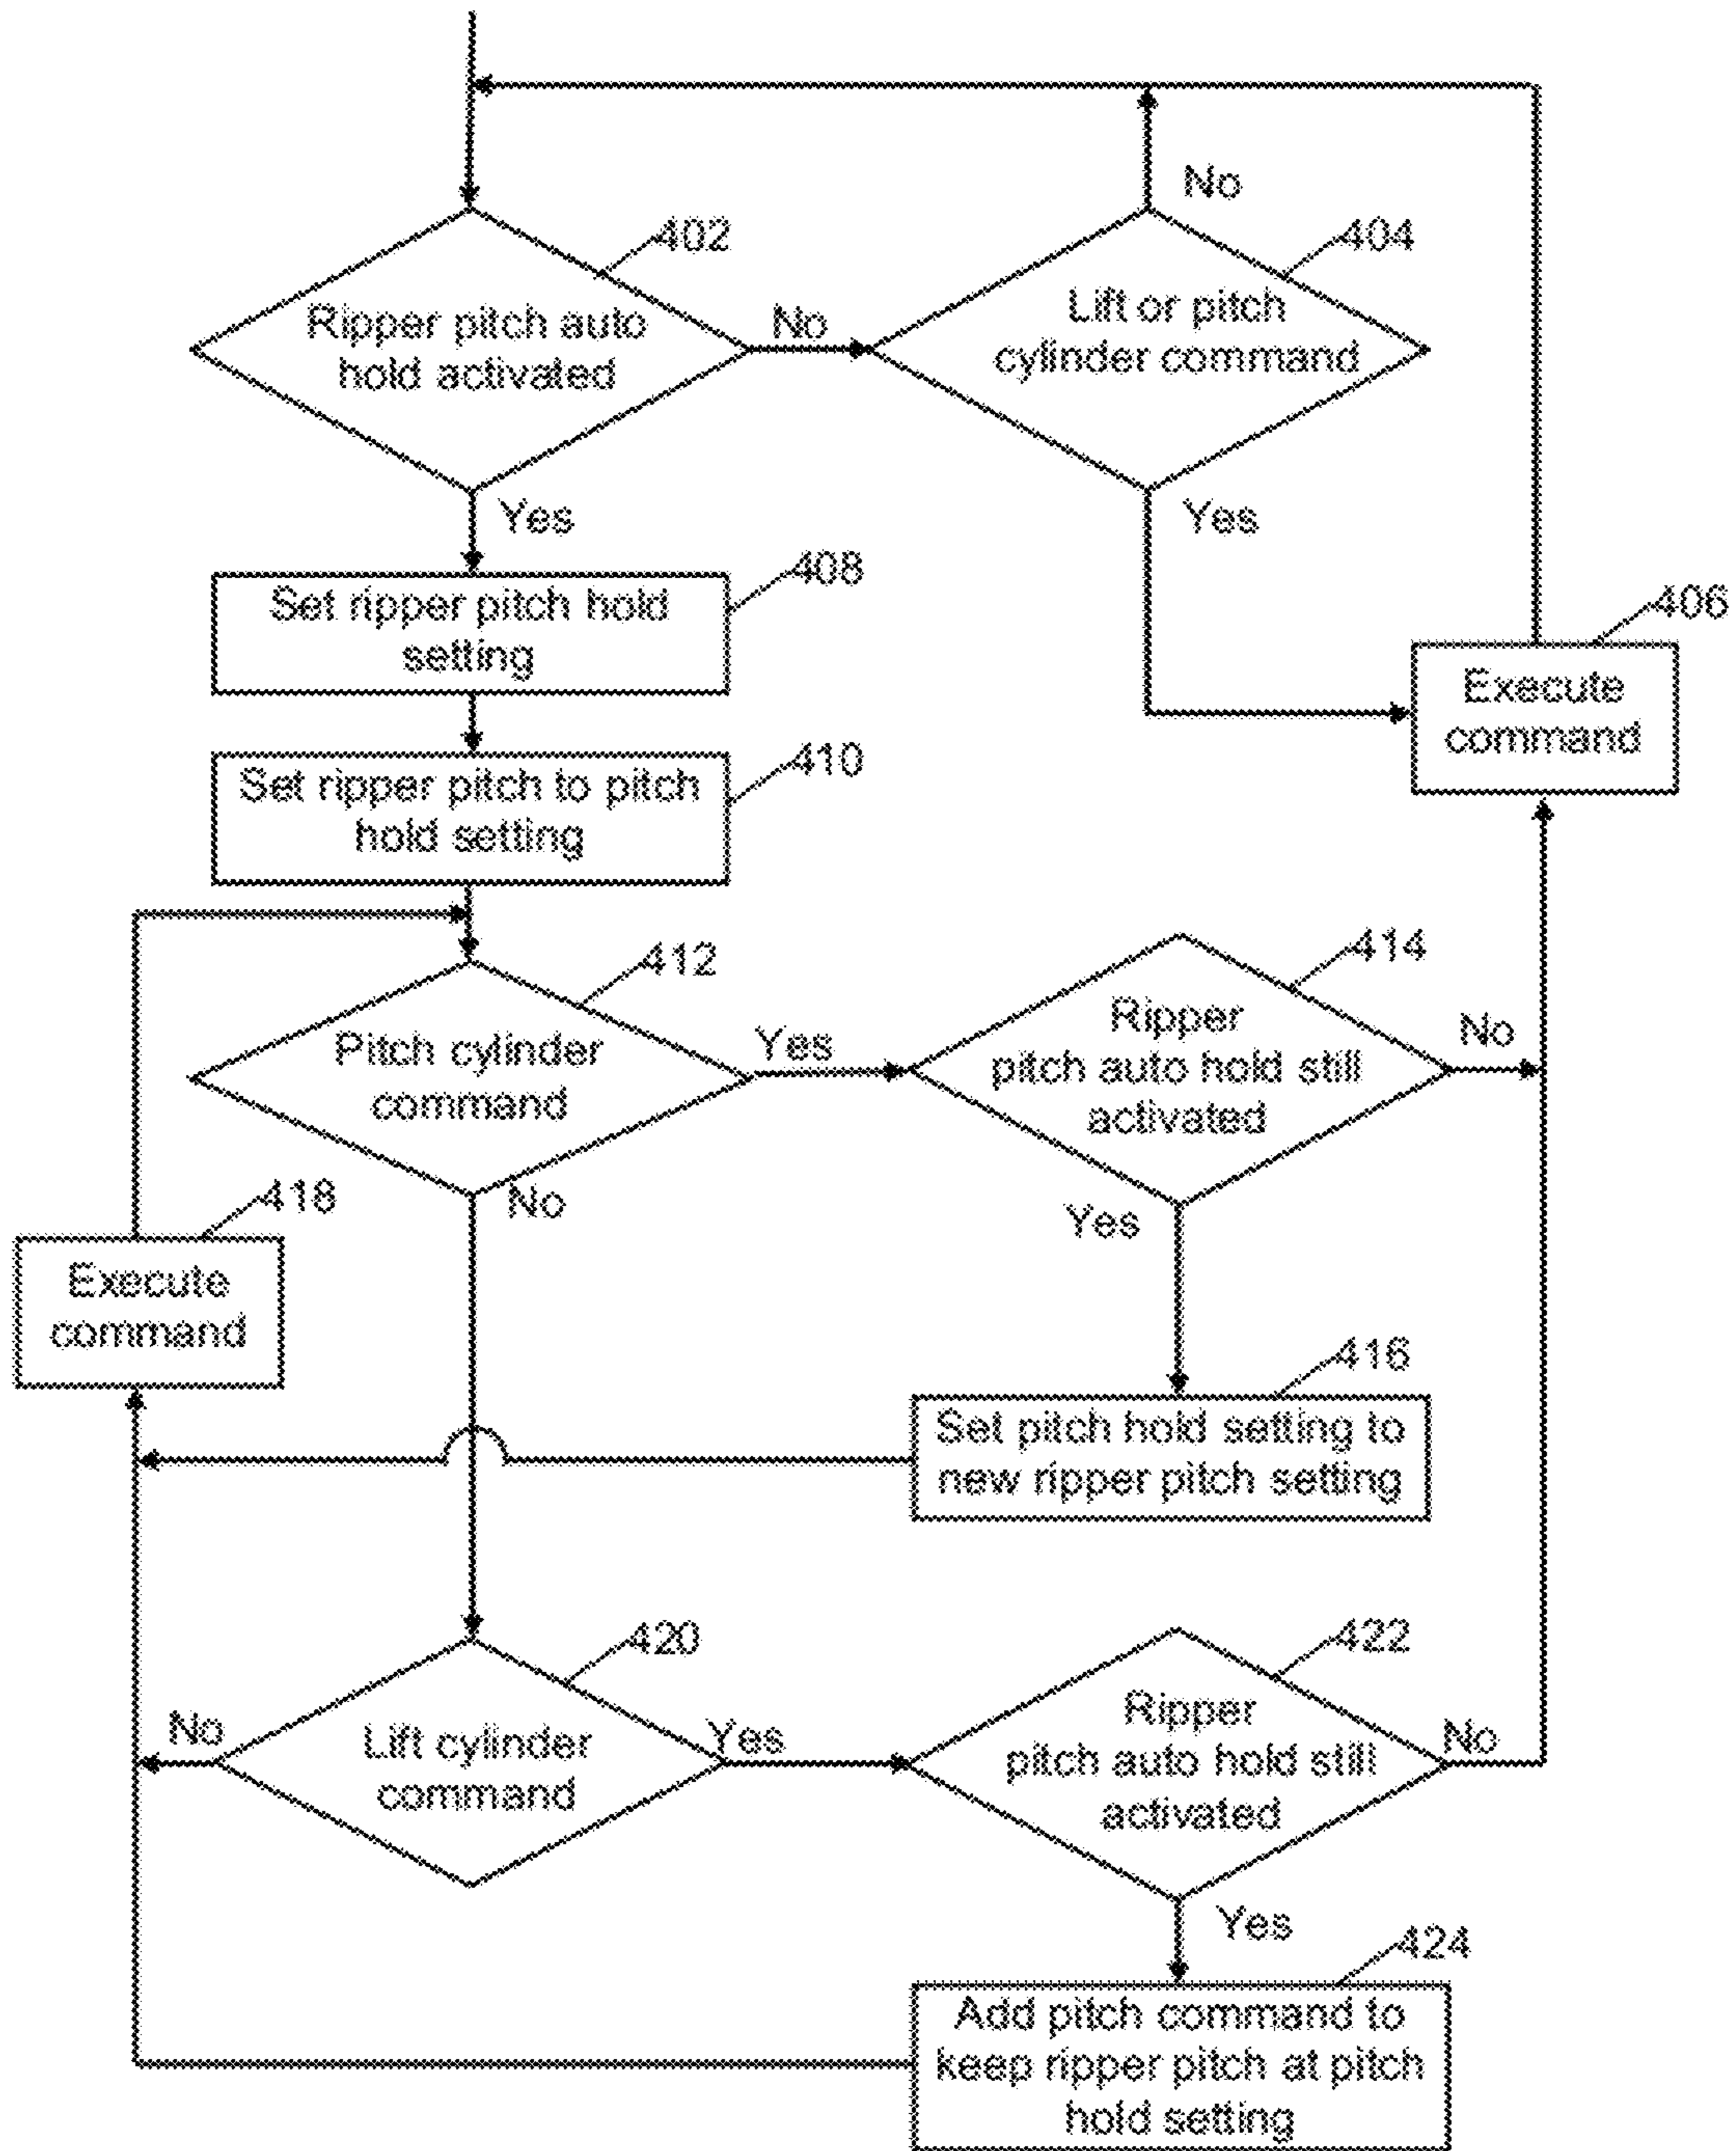 No
402
404
Ripper pitch auto
hold activated
No
Lift or pitch
cylinder command
Yes
Yes
408
Set ripper pitch hold
setting
406
Execute
command
410
Set ripper pitch to pitch
hold setting
412
414
Pitch cylinder
command
Yes
Ripper
pitch auto hold still
activated
No
418
No
Yes
Execute
command
416
Set pitch hold setting to
new ripper pitch setting
420
422
No
Lift cylinder
command
Yes
Ripper
pitch auto hold still
activated
No
Yes
424
Add pitch command to
keep ripper pitch at pitch
hold setting